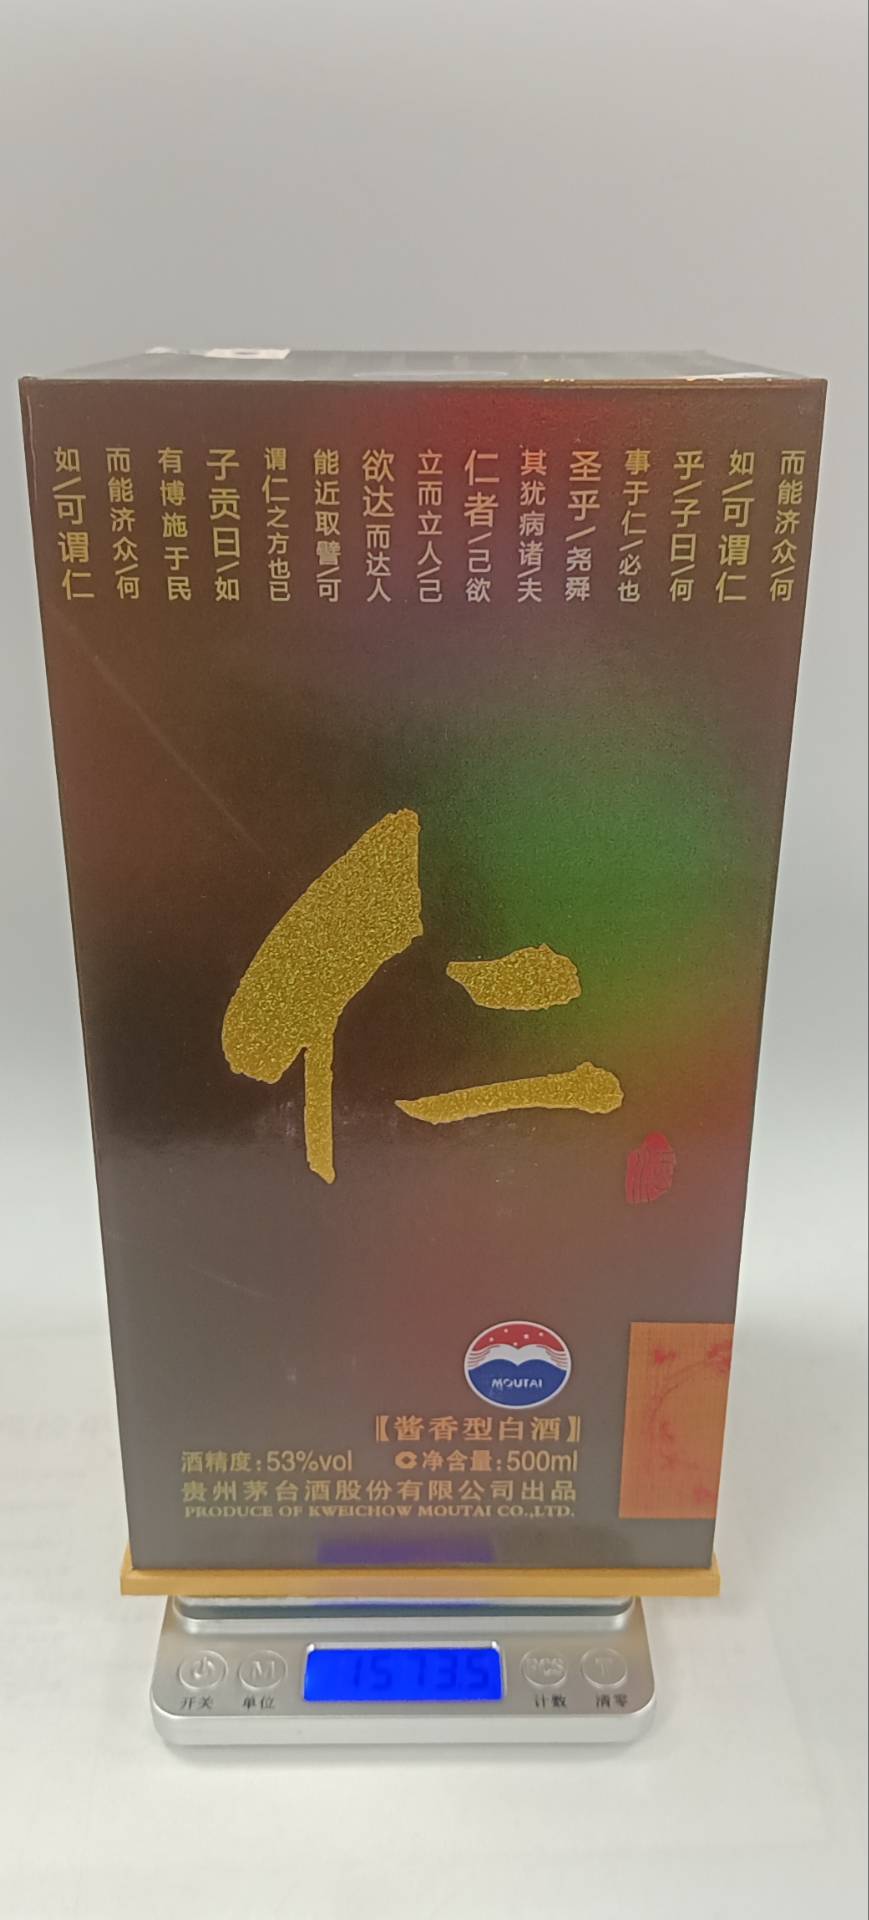 而能济众/何
如/可谓仁
乎/子曰/何
事于仁/必也
圣乎/尧舜
其犹病诸/夫
仁者/己欲
立而立人/己
欲达而达人
能近取譬/可
谓仁之方也已
子贡曰/如
有博施于民
而能济众/何
如/可谓仁
仁
酒
MOUTAI
【酱香型白酒】
酒精度:53%vol C净含量:500ml
贵州茅台酒股份有限公司出品
PRODUCE OF KWEICHOW MOUTAI CO.,LTD.
M 1573.5 PCS T
开关 单位 计数 清零